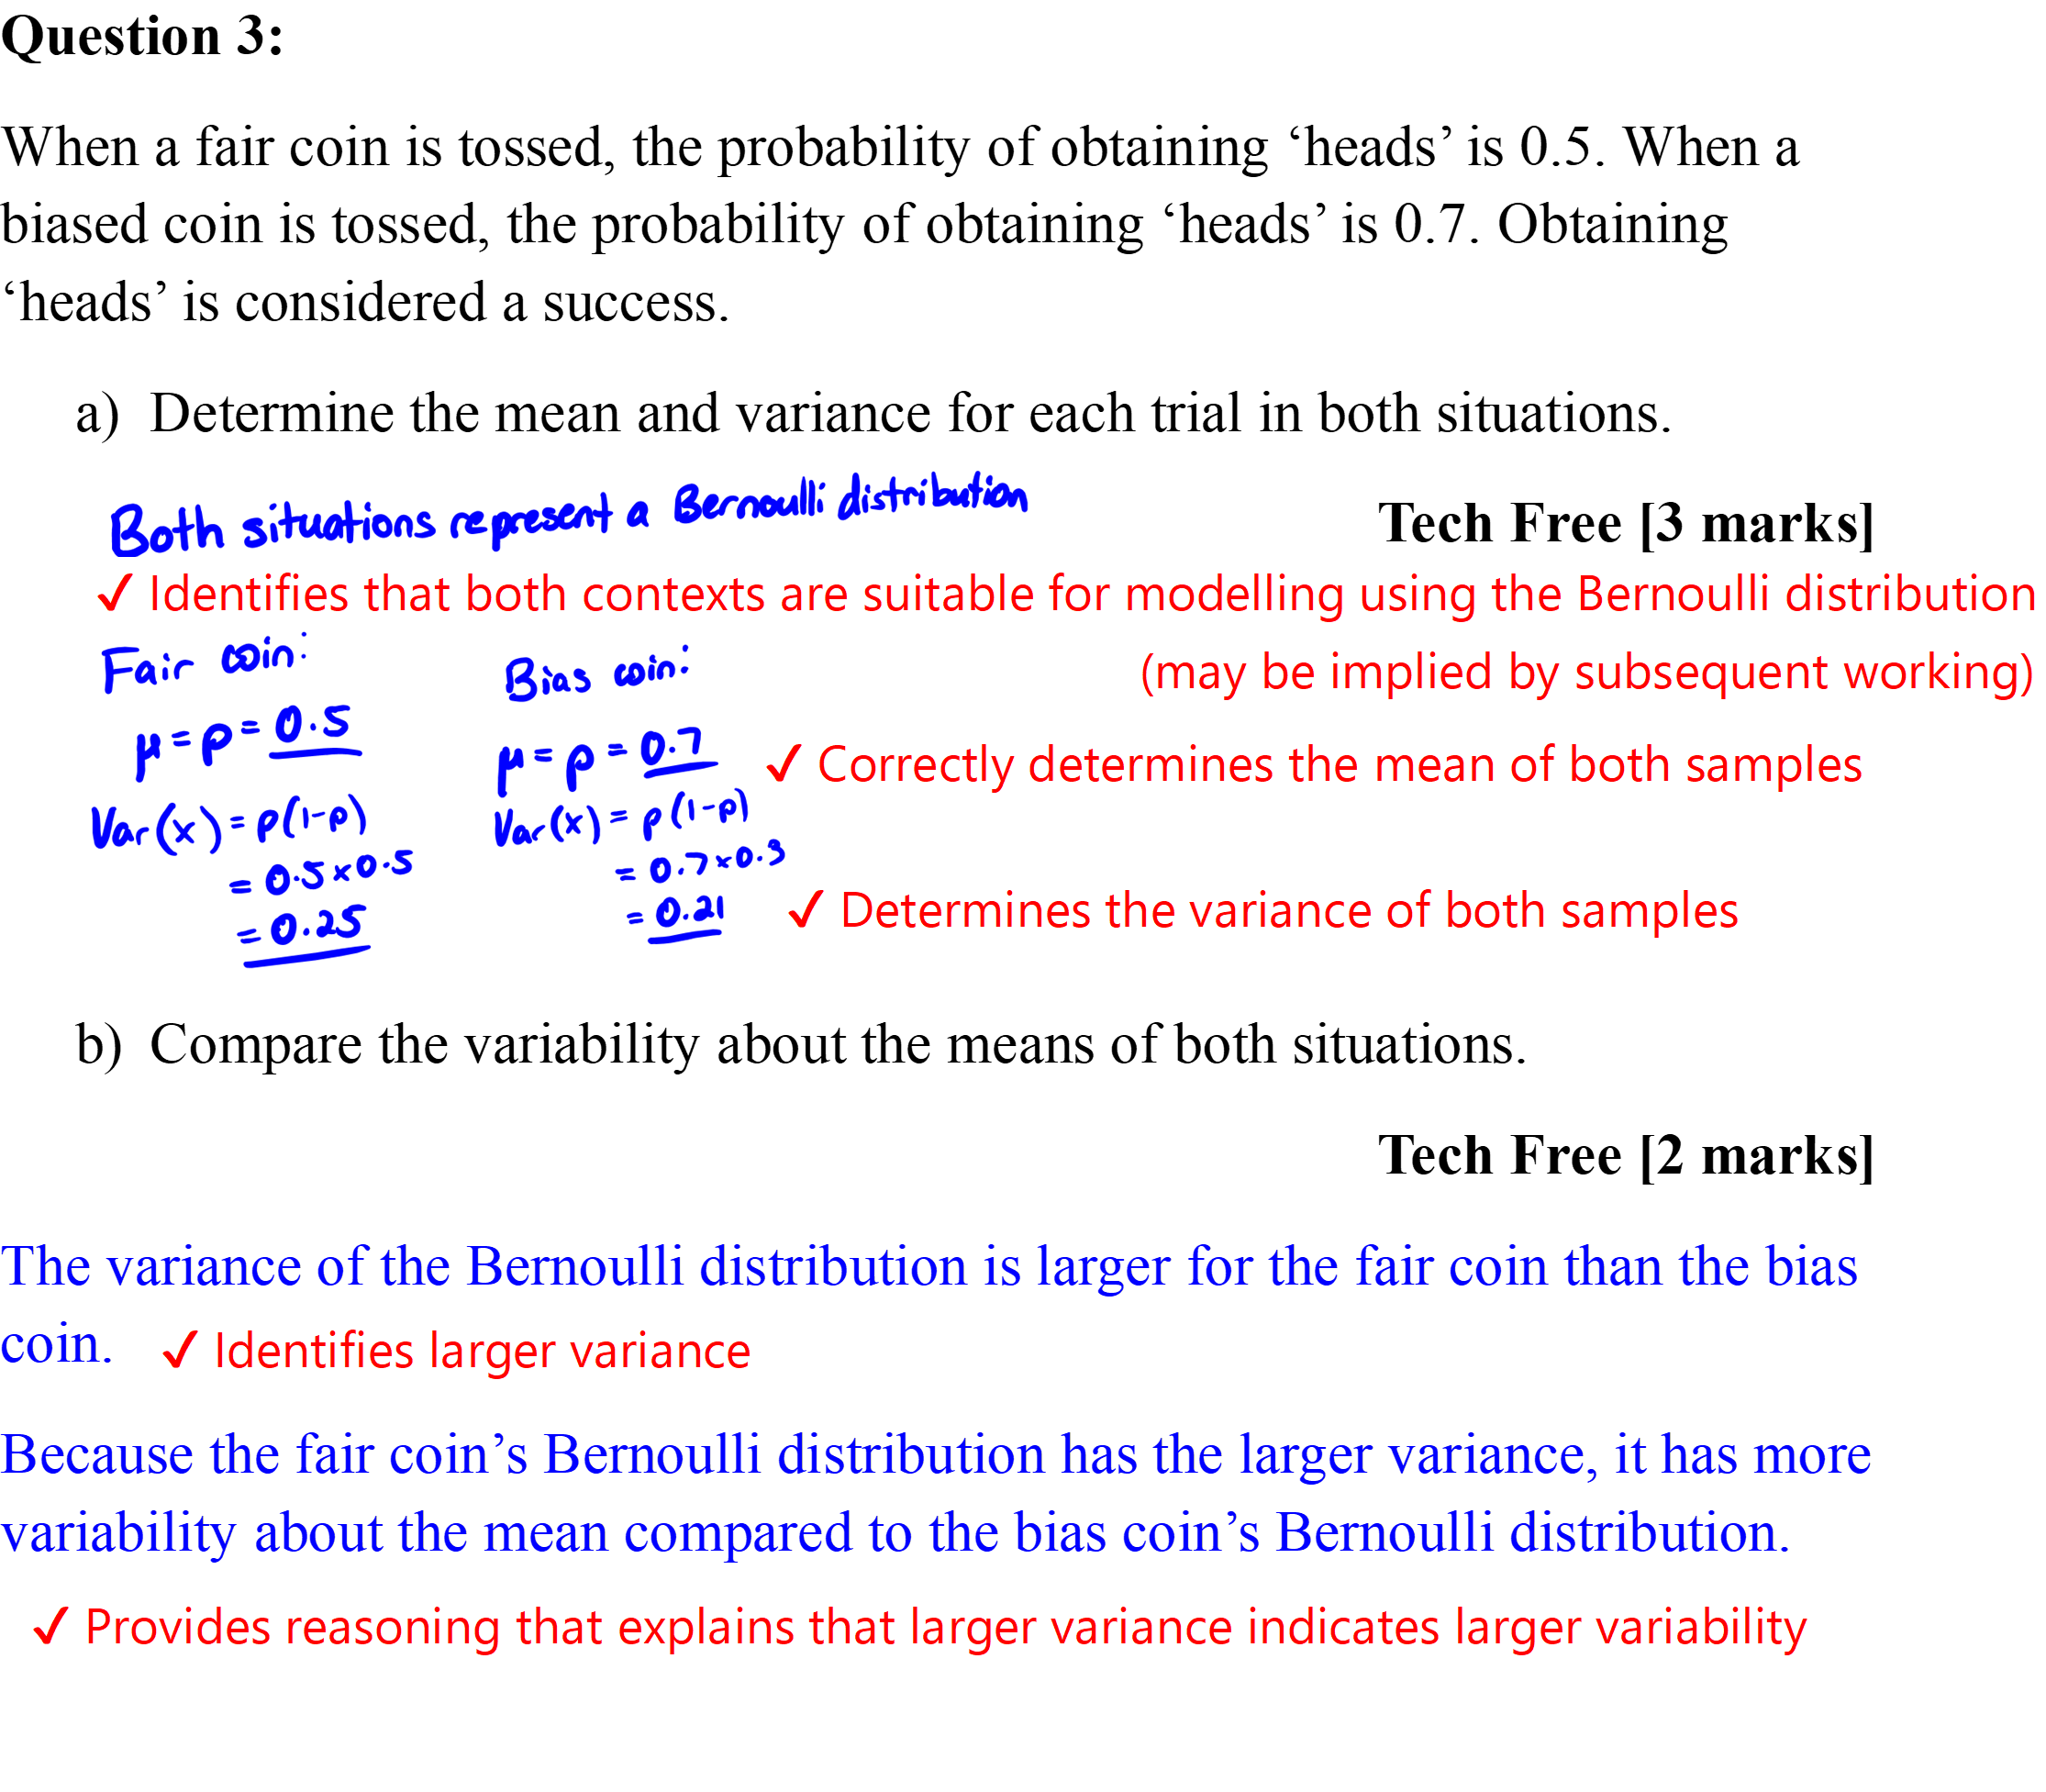 Question 3:
When a fair coin is tossed, the probability of obtaining ‘heads’ is 0.5. When a
biased coin is tossed, the probability of obtaining ‘heads’ is 0.7. Obtaining
‘heads’ is considered a success.
a) Determine the mean and variance for each trial in both situations.
Both situations represent a Bernoulli distribution
Tech Free [3 marks]
✓ Identifies that both contexts are suitable for modelling using the Bernoulli distribution
(may be implied by subsequent working)
Fair coin:
μ = p = 0.5
Var(x) = p(1-p)
= 0.5 × 0.5
= 0.25
Bias coin:
μ = p = 0.7
✓ Correctly determines the mean of both samples
Var(x) = p(1-p)
= 0.7 × 0.3
= 0.21
✓ Determines the variance of both samples
b) Compare the variability about the means of both situations.
Tech Free [2 marks]
The variance of the Bernoulli distribution is larger for the fair coin than the bias
coin. ✓ Identifies larger variance
Because the fair coin’s Bernoulli distribution has the larger variance, it has more
variability about the mean compared to the bias coin’s Bernoulli distribution.
✓ Provides reasoning that explains that larger variance indicates larger variability